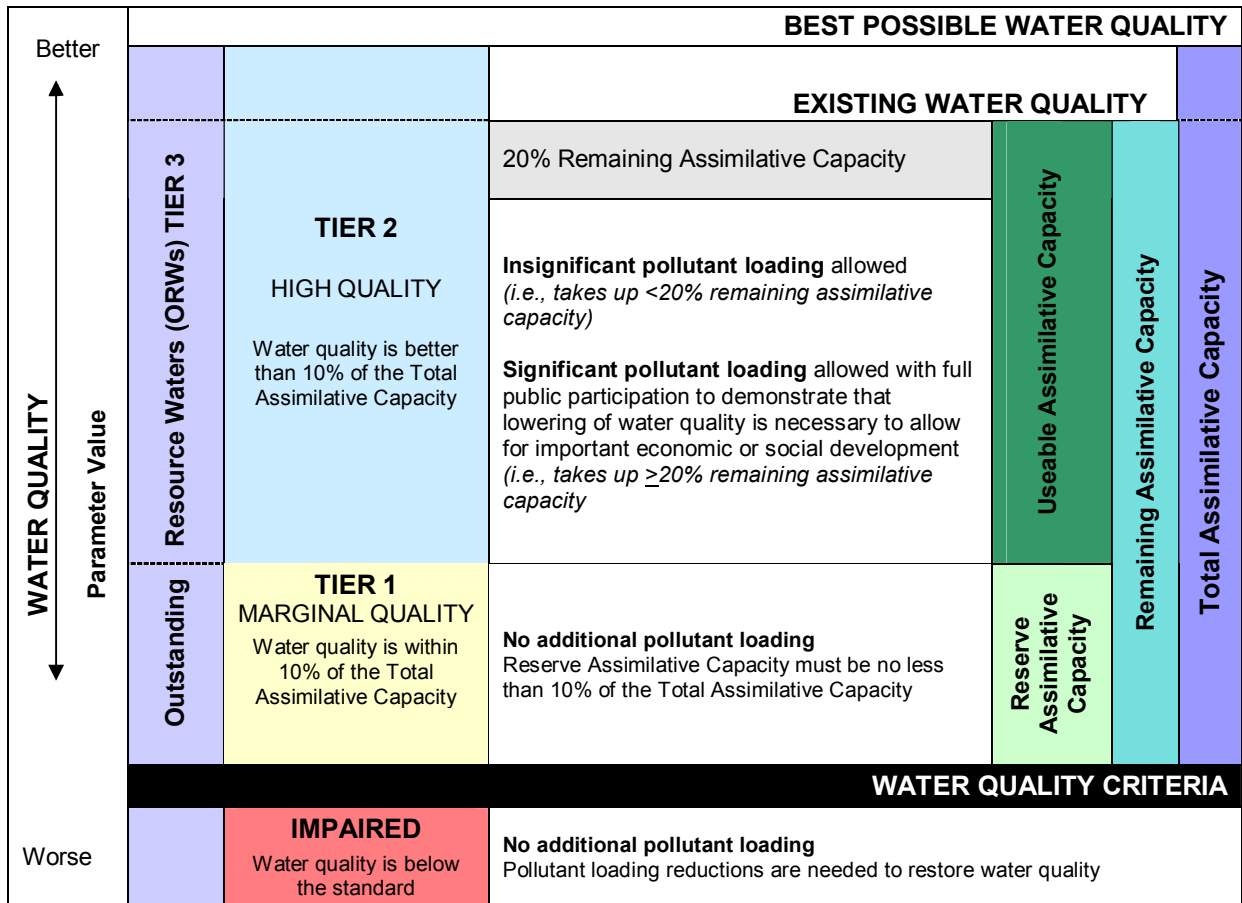 BEST POSSIBLE WATER QUALITY
Better
EXISTING WATER QUALITY
WATER QUALITY
Parameter Value
Outstanding Resource Waters (ORWs) TIER 3
TIER 2
HIGH QUALITY
Water quality is better
than 10% of the Total
Assimilative Capacity
20% Remaining Assimilative Capacity
Insignificant pollutant loading allowed
(i.e., takes up <20% remaining assimilative
capacity)
Significant pollutant loading allowed with full
public participation to demonstrate that
lowering of water quality is necessary to allow
for important economic or social development
(i.e., takes up >20% remaining assimilative
capacity
Useable Assimilative Capacity
Remaining Assimilative Capacity
Total Assimilative Capacity
TIER 1
MARGINAL QUALITY
Water quality is within
10% of the Total
Assimilative Capacity
No additional pollutant loading
Reserve Assimilative Capacity must be no less
than 10% of the Total Assimilative Capacity
Reserve
Assimilative
Capacity
WATER QUALITY CRITERIA
Worse
IMPAIRED
Water quality is below
the standard
No additional pollutant loading
Pollutant loading reductions are needed to restore water quality